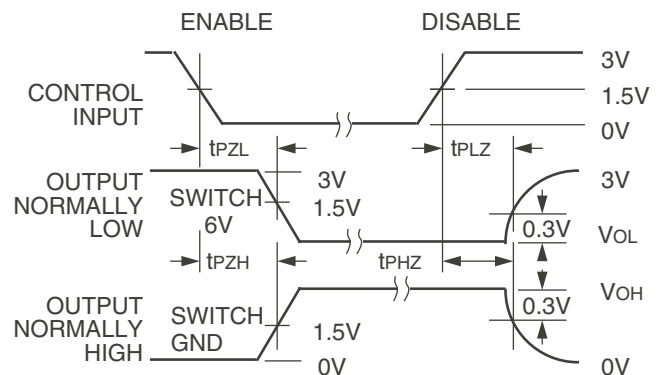 ENABLE DISABLE
3V
CONTROL INPUT 1.5V
0V
tPZL tPLZ
OUTPUT NORMALLY LOW
SWITCH 6V
3V
1.5V
3V
0.3V VOL
tPZH tPHZ
VOH
0.3V
OUTPUT NORMALLY HIGH
SWITCH GND
1.5V
0V
0V